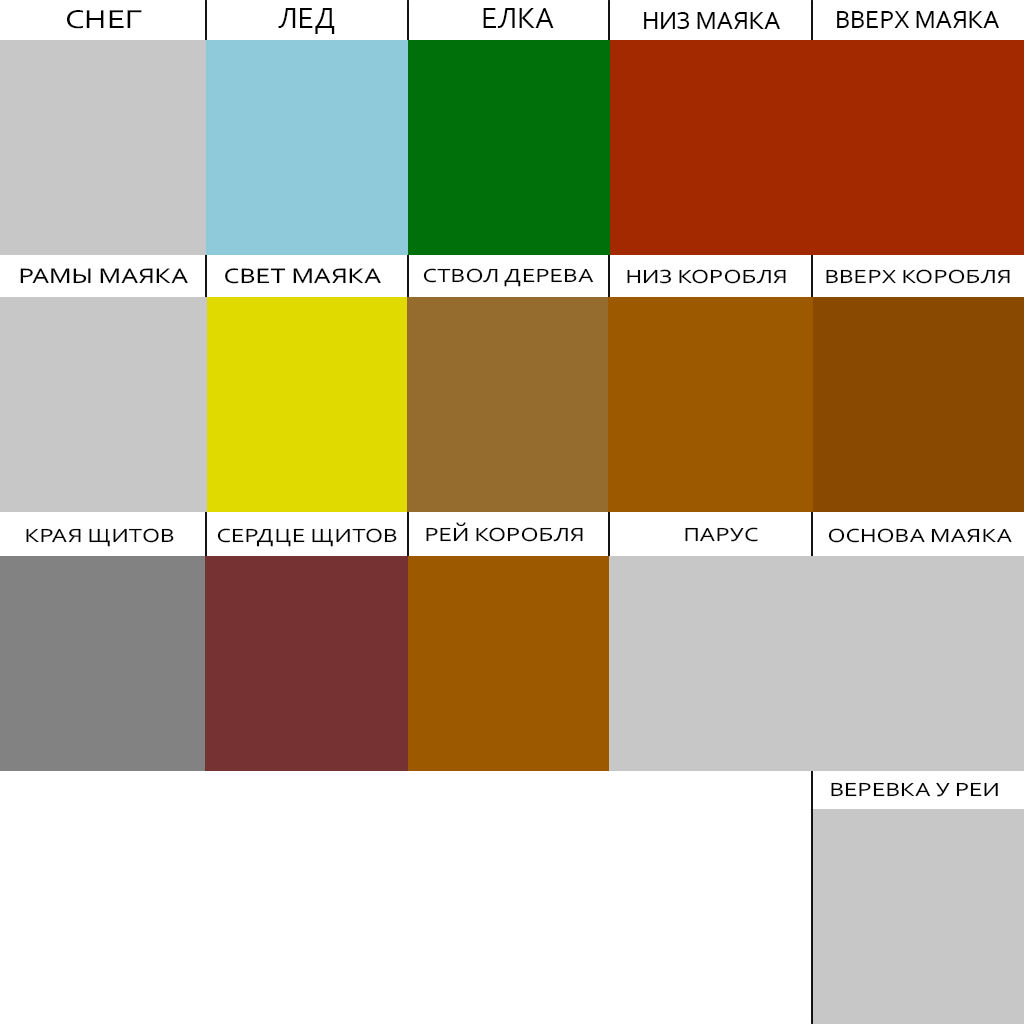 СНЕГ
ЛЕД
ЕЛКА
НИЗ МАЯКА
ВВЕРХ МАЯКА
РАМЫ МАЯКА
СВЕТ МАЯКА
СТВОЛ ДЕРЕВА
НИЗ КОРОБЛЯ
ВВЕРХ КОРОБЛЯ
КРАЯ ЩИТОВ
СЕРДЦЕ ЩИТОВ
РЕЙ КОРОБЛЯ
ПАРУС
ОСНОВА МАЯКА
ВЕРЕВКА У РЕИ